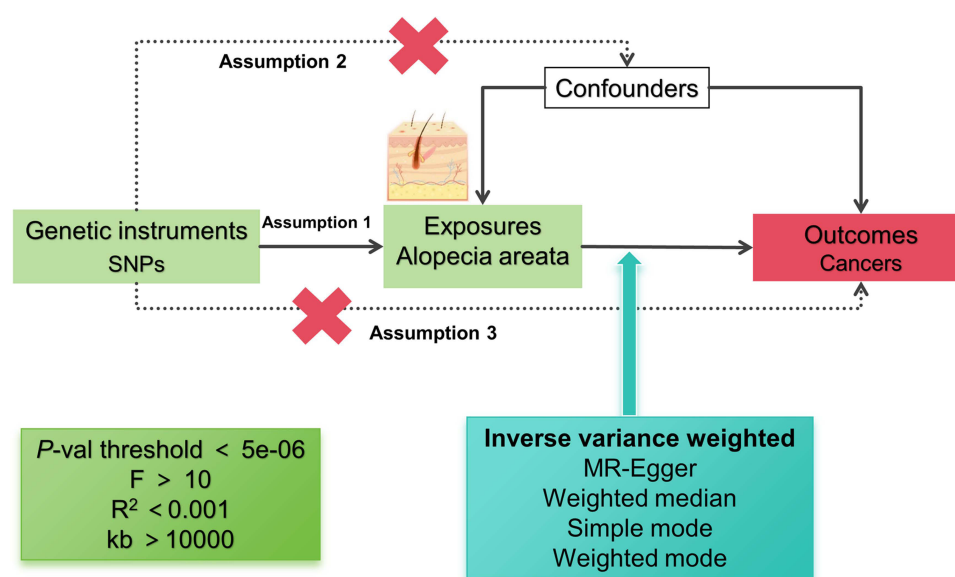 Assumption 2
Confounders
Genetic instruments
SNPs
Assumption 1
Exposures
Alopecia areata
Outcomes
Cancers
Assumption 3
P-val threshold < 5e-06
F > 10
R² < 0.001
kb > 10000
Inverse variance weighted
MR-Egger
Weighted median
Simple mode
Weighted mode